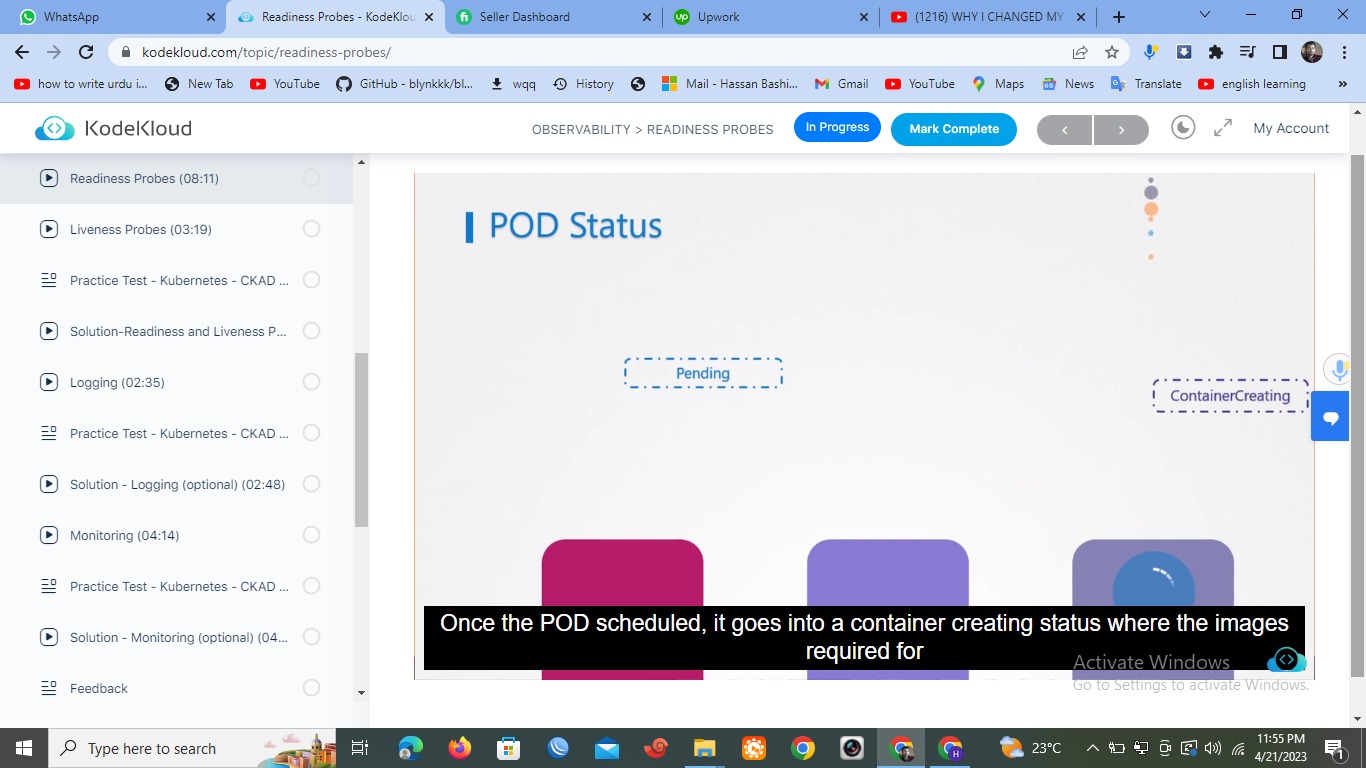 WhatsApp
Readiness Probes - KodeKlou
Seller Dashboard
Upwork
(1216) WHY I CHANGED MY
kodekloud.com/topic/readiness-probes/
how to write urdu i...
New Tab
YouTube
GitHub - blynkkk/bl...
wqq
History
Mail - Hassan Bashi...
Gmail
YouTube
Maps
News
Translate
english learning
»
KodeKloud
OBSERVABILITY > READINESS PROBES
In Progress
Mark Complete
My Account
Readiness Probes (08:11)
Liveness Probes (03:19)
Practice Test - Kubernetes - CKAD ...
Solution-Readiness and Liveness P...
Logging (02:35)
Practice Test - Kubernetes - CKAD ...
Solution - Logging (optional) (02:48)
Monitoring (04:14)
Practice Test - Kubernetes - CKAD ...
Solution - Monitoring (optional) (04...
Feedback
POD Status
Pending
ContainerCreating
Once the POD scheduled, it goes into a container creating status where the images
required for
Activate Windows
Go to Settings to activate Windows.
Type here to search
23°C
11:55 PM
4/21/2023
1